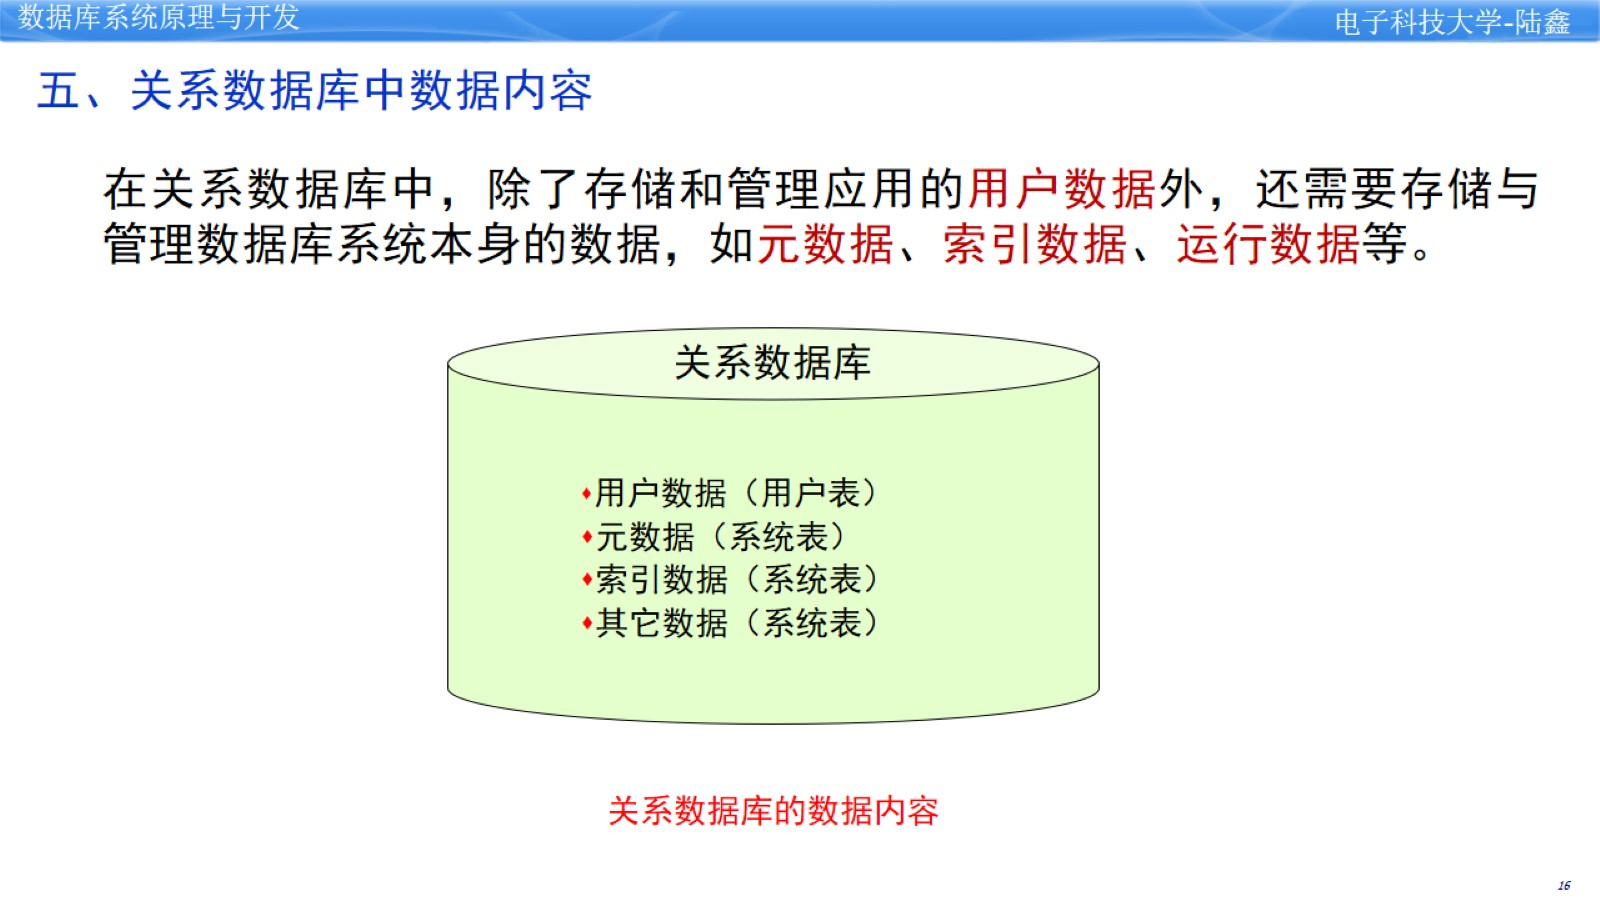 数据库系统原理与开发
电子科技大学-陆鑫
五、关系数据库中数据内容
在关系数据库中，除了存储和管理应用的用户数据外，还需要存储与
管理数据库系统本身的数据，如元数据、索引数据、运行数据等。
关系数据库
♦用户数据（用户表）
♦元数据（系统表）
♦索引数据（系统表）
♦其它数据（系统表）
关系数据库的数据内容
16